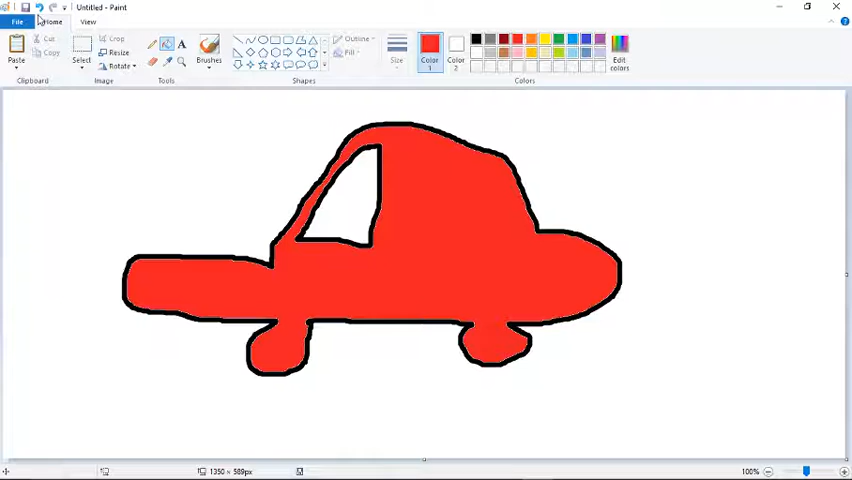 Untitled - Paint
File Home View
Paste
Cut
Copy
Clipboard
Select
Crop
Resize
Rotate
Image
A
Tools
Brushes
Outline
Fill
Shapes
Size
Color 1
Color 2
Edit colors
Colors
1350 × 589px
100%